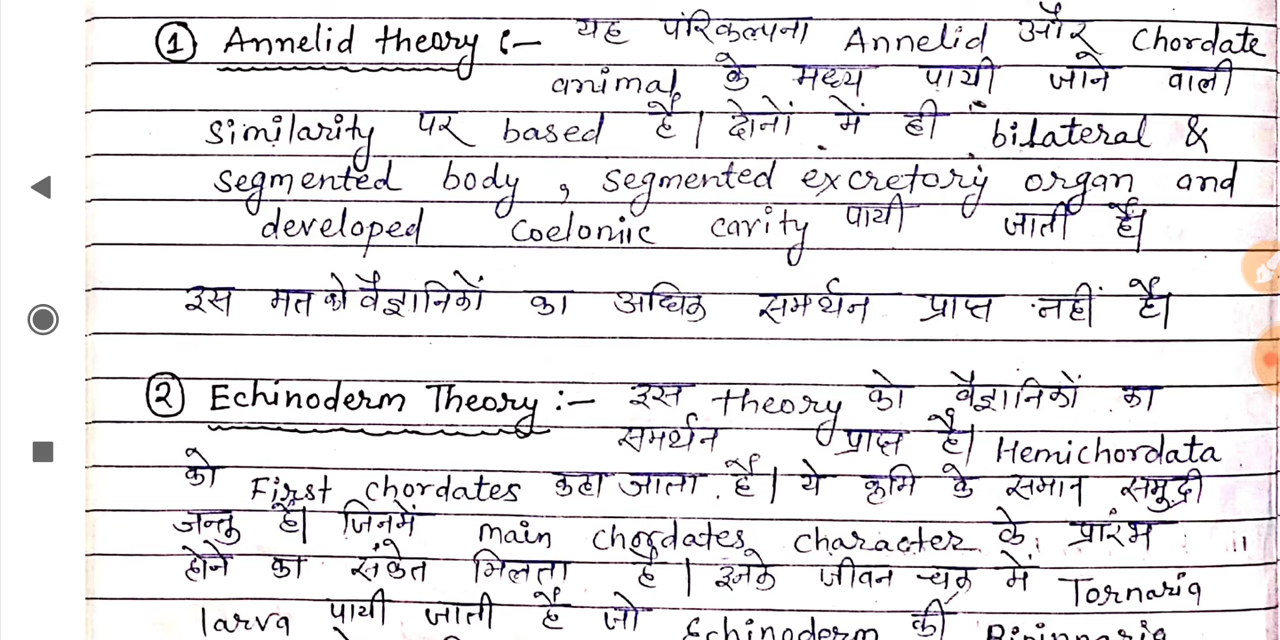 ① Annelid theory :- यह परिकल्पना Annelid और Chordate
animal के मध्य पायी जाने वाली
similarity पर based है। दोनों में ही bilateral &
segmented body, segmented excretory organ and
developed coelomic cavity पायी जाती है।
इस मत को वैज्ञानिकों का अधिक समर्थन प्राप्त नहीं है।
② Echinoderm Theory :- इस theory को वैज्ञानिकों का
समर्थन प्राप्त है। Hemichordata
को First chordates कहा जाता है। ये कृमि के समान समुद्री
जन्तु है। जिनमें main chordates character के प्रारंभ
होने का संकेत मिलता है। इनके जीवन चक्र में Tornaria
larva पायी जाती है जो Echinoderm की